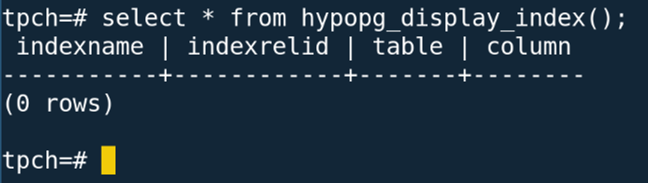 tpch=# select * from hypopg_display_index();
 indexname | indexrelid | table | column
-----------+------------+-------+--------
(0 rows)
tpch=#